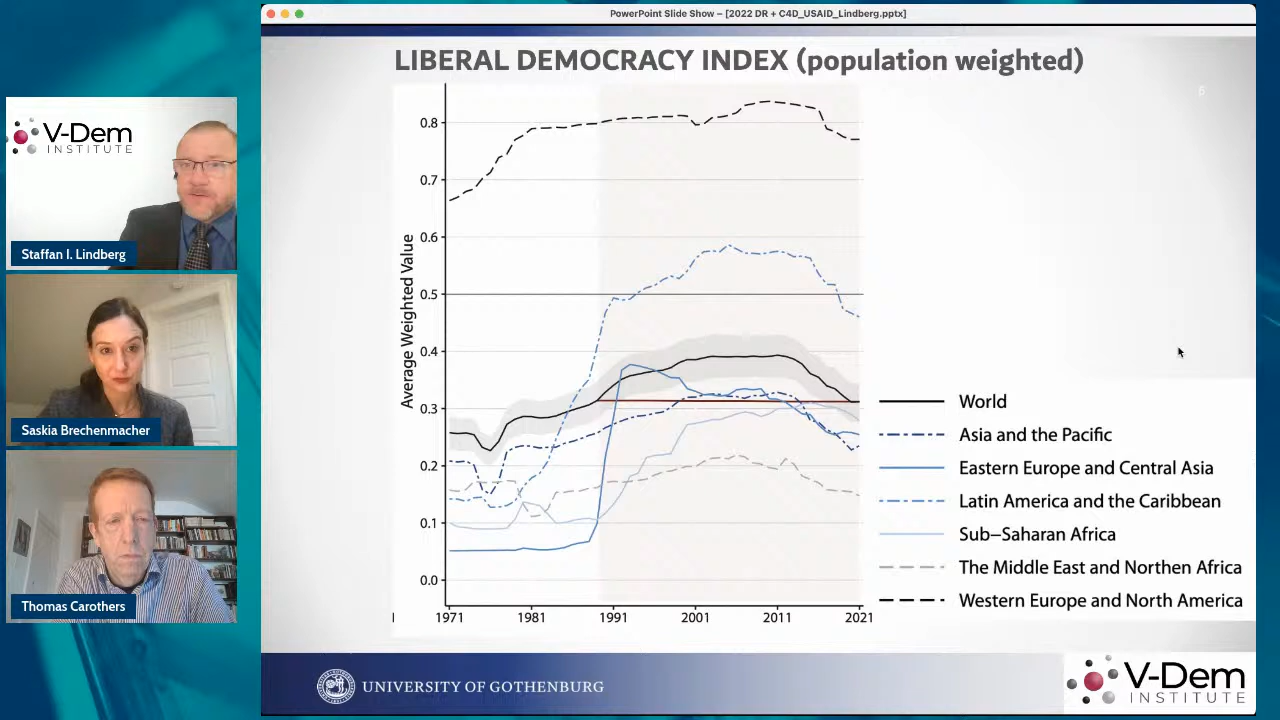 PowerPoint Slide Show – [2022 DR + C4D_USAID_Lindberg.pptx]
LIBERAL DEMOCRACY INDEX (population weighted)
6
V-Dem
INSTITUTE
Staffan I. Lindberg
Saskia Brechenmacher
Thomas Carothers
Average Weighted Value
0.8
0.7
0.6
0.5
0.4
0.3
0.2
0.1
0.0
1971
1981
1991
2001
2011
2021
World
Asia and the Pacific
Eastern Europe and Central Asia
Latin America and the Caribbean
Sub–Saharan Africa
The Middle East and Northen Africa
Western Europe and North America
UNIVERSITY OF GOTHENBURG
V-Dem
INSTITUTE